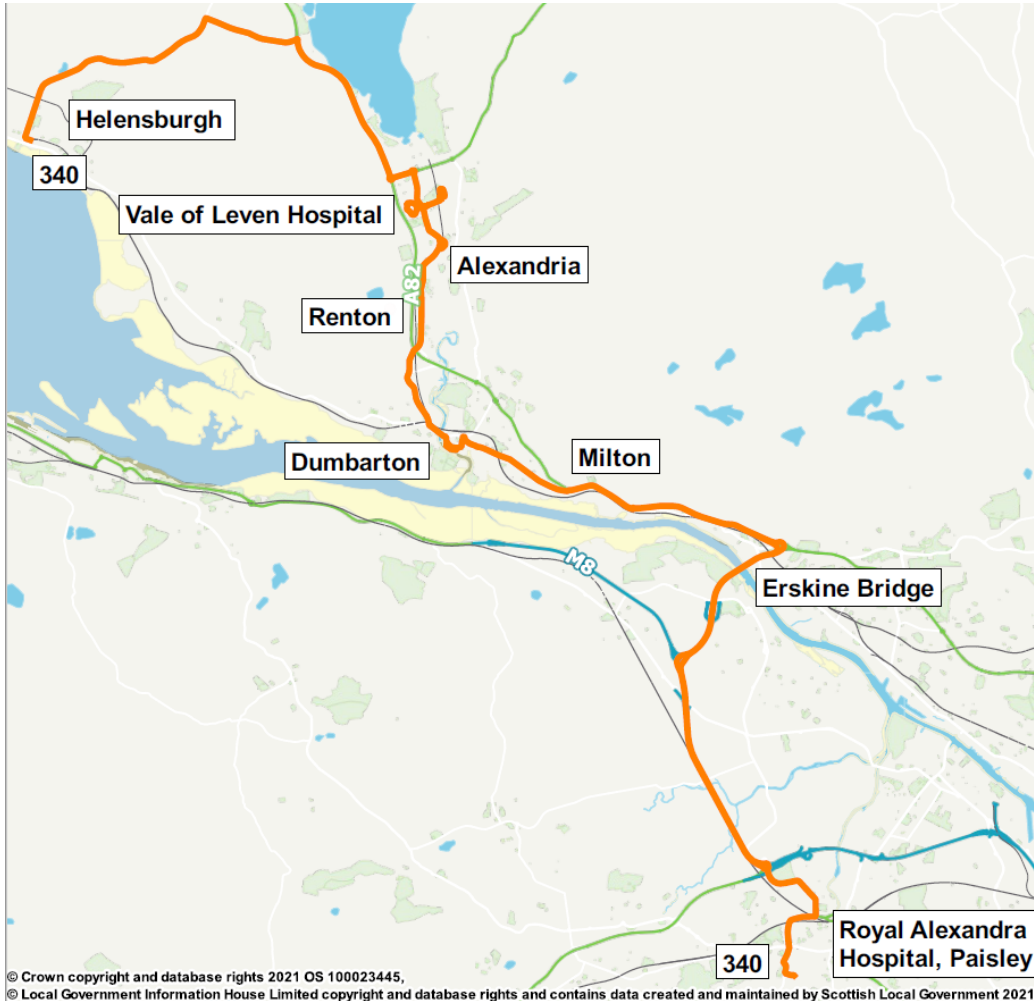 Helensburgh
340
Vale of Leven Hospital
Alexandria
A82
Renton
Dumbarton
Milton
M8
Erskine Bridge
Royal Alexandra
Hospital, Paisley
340
© Crown copyright and database rights 2021 OS 100023445,
© Local Government Information House Limited copyright and database rights and contains data created and maintained by Scottish Local Government 202